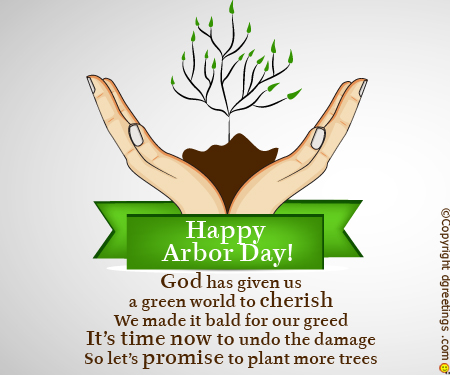 Happy
Arbor Day!
God has given us
a green world to cherish
We made it bald for our greed
It's time now to undo the damage
So let's promise to plant more trees
©Copyright dgreetings .com